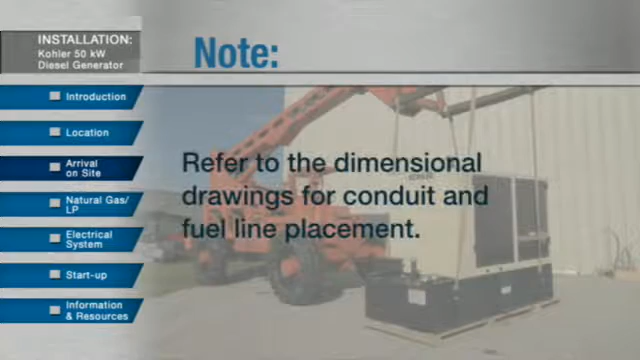 INSTALLATION:
Kohler 50 kW
Diesel Generator
Note:
Introduction
Location
Arrival
on Site
Natural Gas/
LP
Electrical
System
Start-up
Information
& Resources
Refer to the dimensional
drawings for conduit and
fuel line placement.